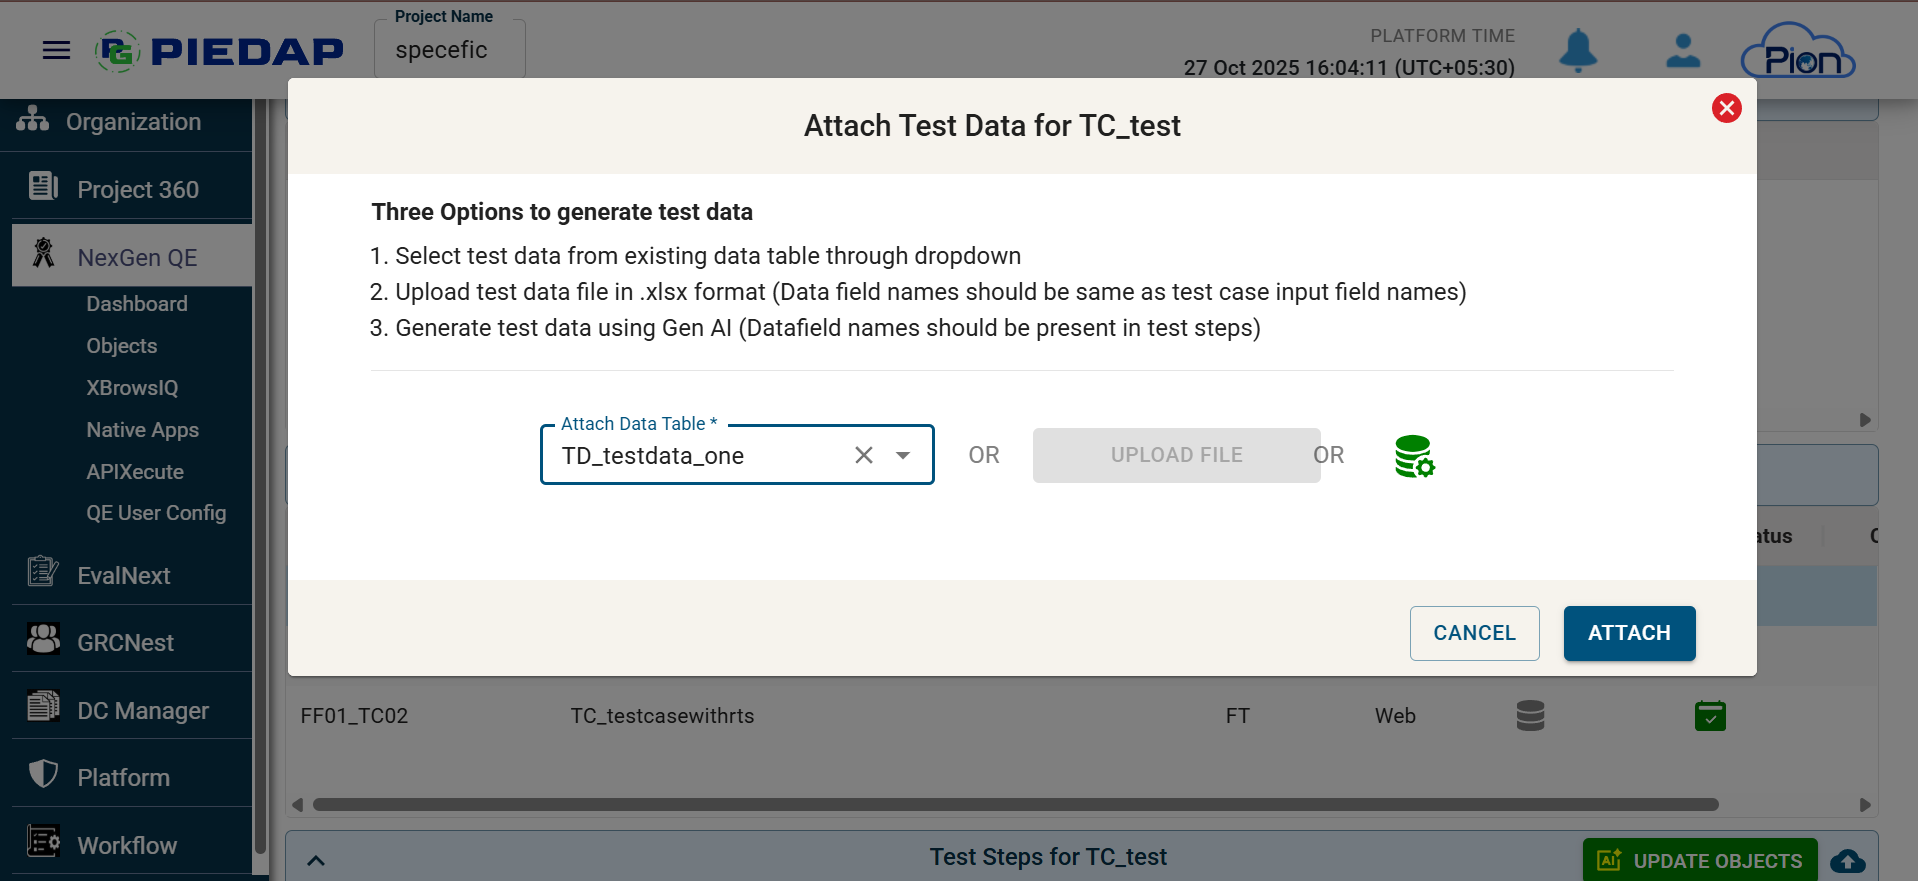 Project Name
specefic
PIEDAP
PLATFORM TIME
27 Oct 2025 16:04:11 (UTC+05:30)
Pion
Organization
Project 360
NexGen QE
Dashboard
Objects
XBrowsIQ
Native Apps
APIXecute
QE User Config
EvalNext
GRCNest
DC Manager
Platform
Workflow
Attach Test Data for TC_test
Three Options to generate test data
1. Select test data from existing data table through dropdown
2. Upload test data file in .xlsx format (Data field names should be same as test case input field names)
3. Generate test data using Gen AI (Datafield names should be present in test steps)
Attach Data Table *
TD_testdata_one
OR
UPLOAD FILE
OR
CANCEL
ATTACH
atus
FF01_TC02 TC_testcasewithrts FT Web
Test Steps for TC_test
AI UPDATE OBJECTS